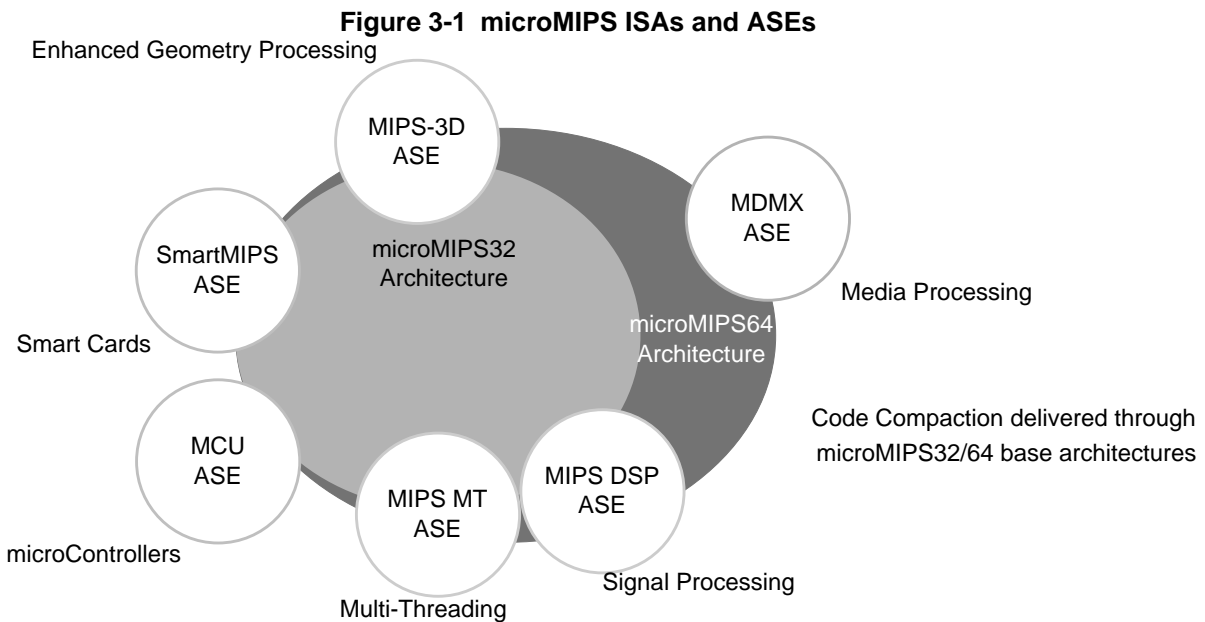 Figure 3-1 microMIPS ISAs and ASEs
Enhanced Geometry Processing
MIPS-3D
ASE
MDMX
ASE
Media Processing
SmartMIPS
ASE
Smart Cards
microMIPS32
Architecture
microMIPS64
Architecture
Code Compaction delivered through
microMIPS32/64 base architectures
MCU
ASE
microControllers
MIPS MT
ASE
Multi-Threading
MIPS DSP
ASE
Signal Processing